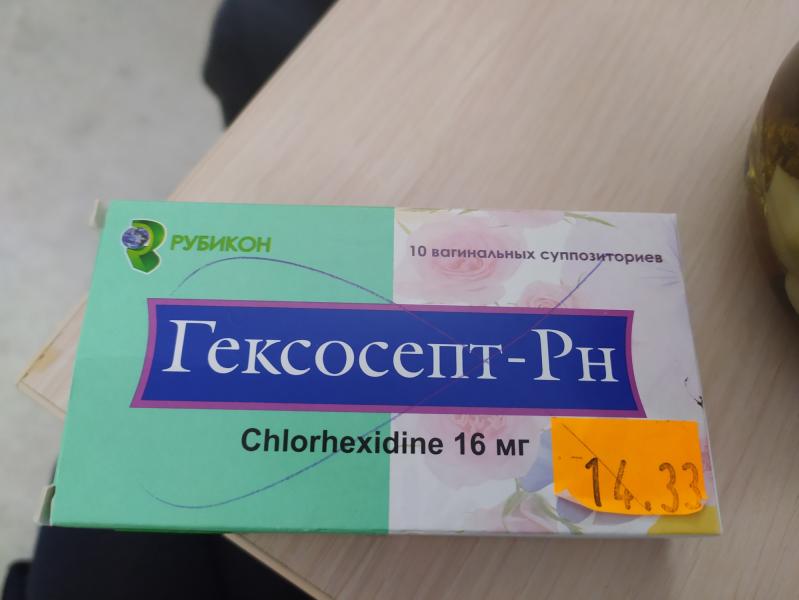 РУБИКОН
10 вагинальных суппозиториев
Гексосепт-Рн
Chlorhexidine 16 мг
14.33